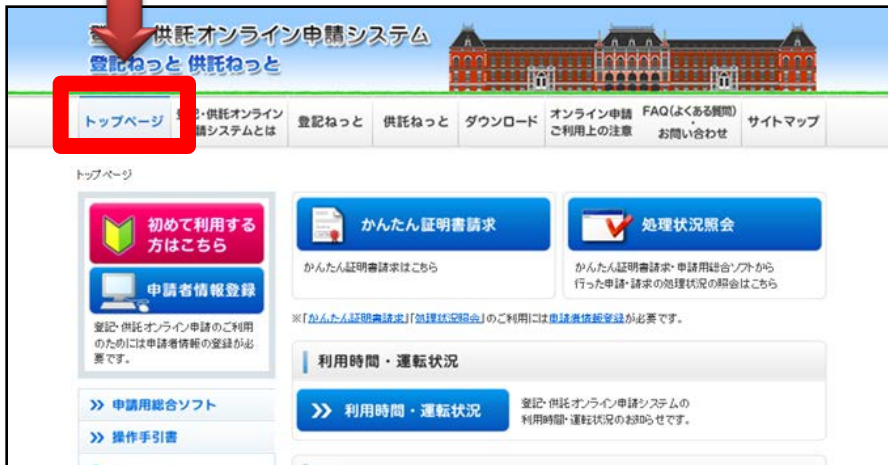 供託オンライン申請システム
登記ねっと 供託ねっと
トップページ
・供託オンライン
請システムとは
登記ねっと
供託ねっと
ダウンロード
オンライン申請
ご利用上の注意
FAQ(よくある質問)
・
お問い合わせ
サイトマップ
トップページ
初めて利用する
方はこちら
申請者情報登録
登記・供託オンライン申請のご利用
のためには申請者情報の登録が必
要です。
申請用総合ソフト
操作手引書
かんたん証明書請求
かんたん証明書請求はこちら
処理状況照会
かんたん証明書請求・申請用総合ソフトから
行った申請・請求の処理状況の照会はこちら
※「かんたん証明書請求」「処理状況照会」のご利用には申請者情報登録が必要です。
利用時間・運転状況
利用時間・運転状況
登記・供託オンライン申請システムの
利用時間・運転状況のお知らせです。